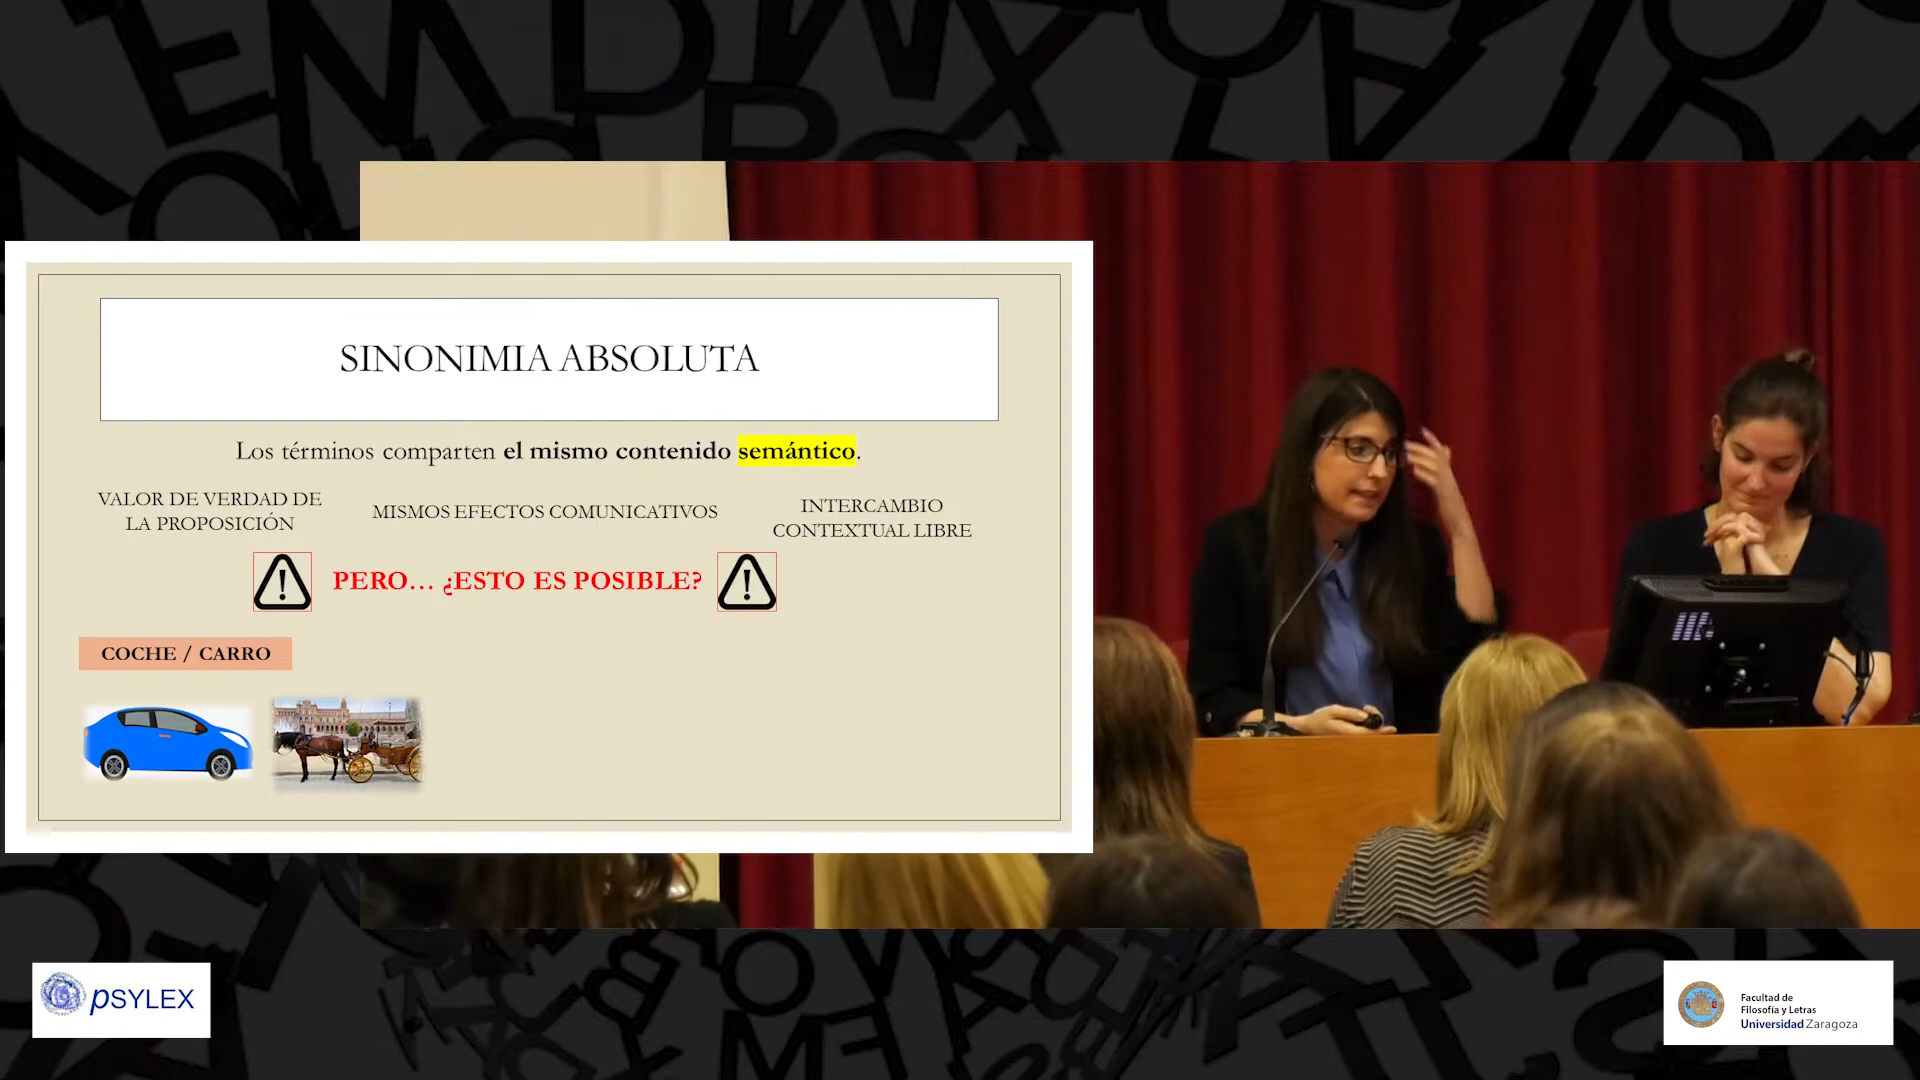 SINONIMIA ABSOLUTA
Los términos comparten el mismo contenido semántico.
VALOR DE VERDAD DE
LA PROPOSICIÓN
MISMOS EFECTOS COMUNICATIVOS
INTERCAMBIO
CONTEXTUAL LIBRE
PERO... ¿ESTO ES POSIBLE?
COCHE / CARRO
PSYLEX
Facultad de
Filosofía y Letras
Universidad Zaragoza